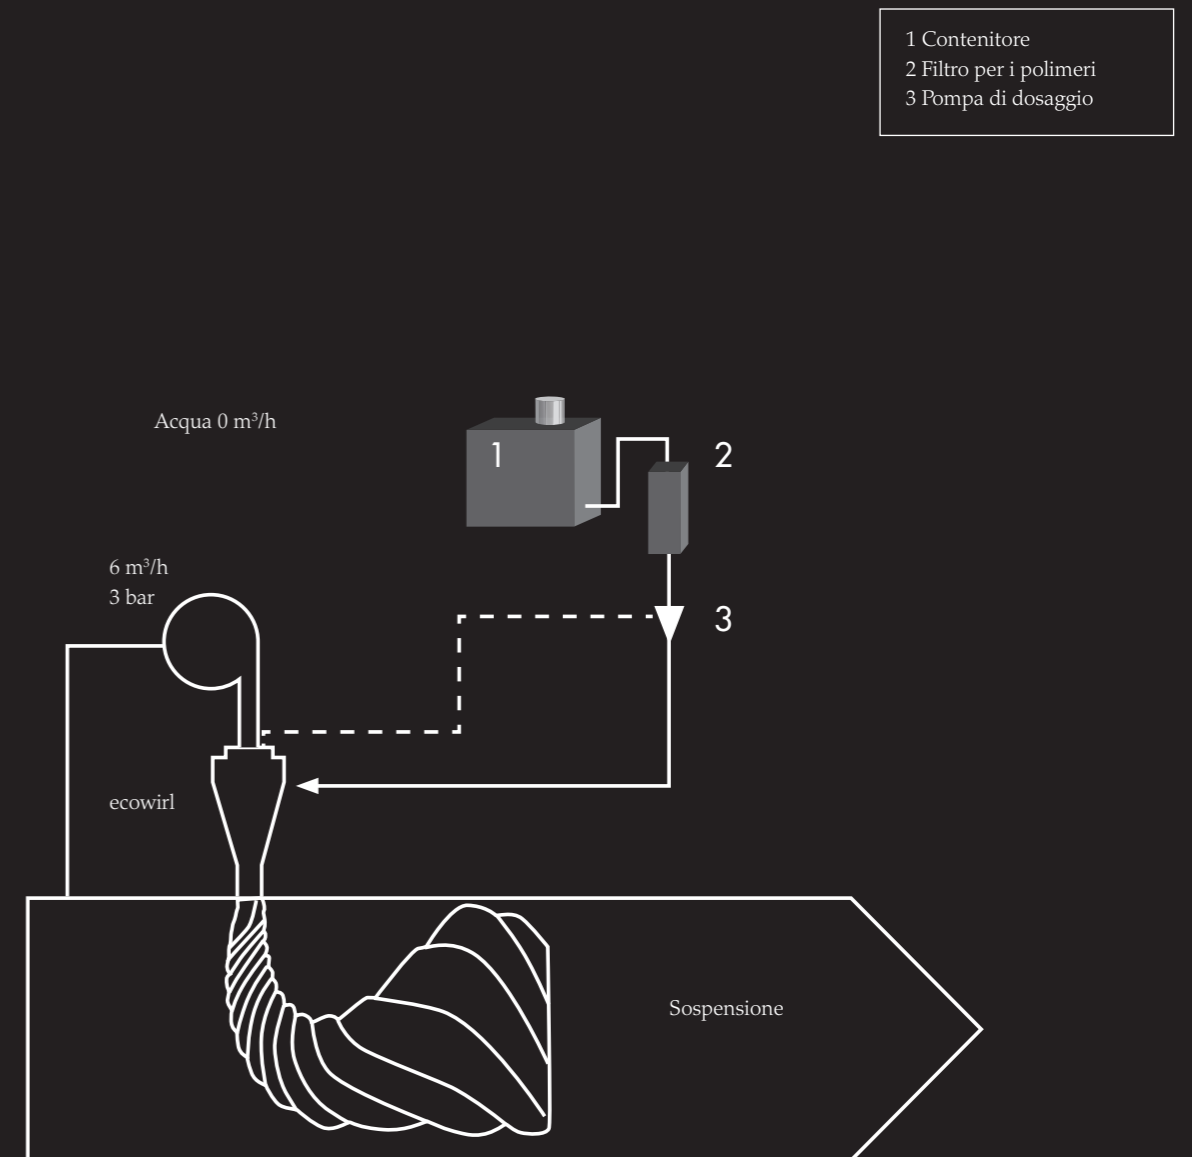 1 Contenitore
2 Filtro per i polimeri
3 Pompa di dosaggio
Acqua 0 m³/h
1
2
6 m³/h
3 bar
3
ecowirl
Sospensione